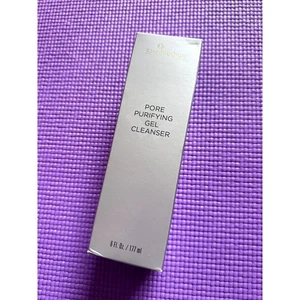 PORE
PURIFYING
GEL
CLEANSER
6 Fl. Oz. / 177 ml